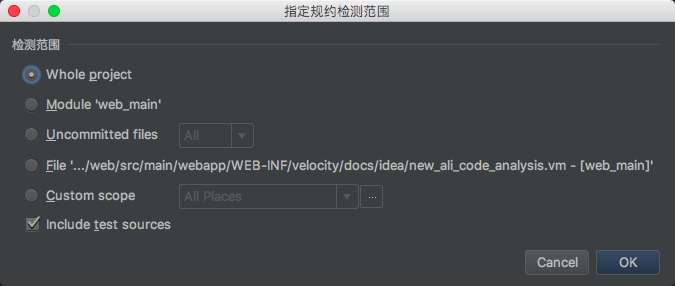 指定规约检测范围
检测范围
Whole project
Module 'web_main'
Uncommitted files All
File '.../web/src/main/webapp/WEB-INF/velocity/docs/idea/new_ali_code_analysis.vm - [web_main]'
Custom scope All Places ...
Include test sources
Cancel OK